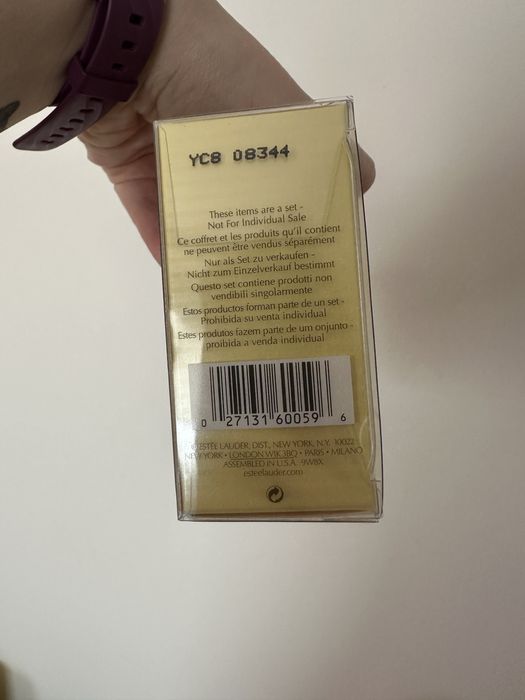 YC8 08344
These items are a set -
Not For Individual Sale
Ce coffret et les produits qu'il contient
ne peuvent être vendus séparément
Nur als Set zu verkaufen -
Nicht zum Einzelverkauf bestimmt
Questo set contiene prodotti non
vendibili singolarmente
Estos productos forman parte de un set -
Prohibida su venta individual
Estes produtos fazem parte de um onjunto -
proibida a venda individual
0 27131 60059 6
©ESTÉE LAUDER; DIST., NEW YORK, N.Y. 10022
NEW YORK • LONDON W1K3BQ • PARIS • MILANO
ASSEMBLED IN U.S.A. 9W8X
esteelauder.com